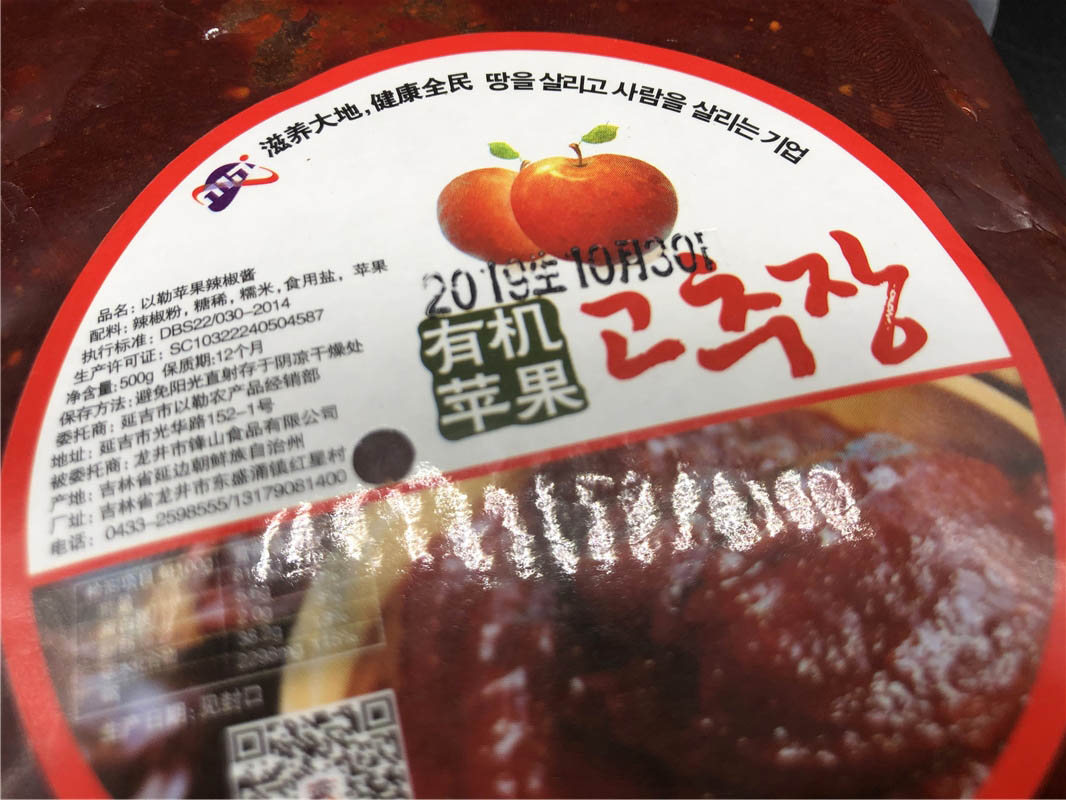 滋养大地,健康全民 땅을 살리고 사람을 살리는 기업
2019年10月30日
有机
苹果
고추장
品名: 以勒苹果辣椒酱
配料: 辣椒粉, 糖稀, 糯米, 食用盐, 苹果
执行标准: DBS22/030-2014
生产许可证: SC10322240504587
净含量: 500g 保质期:12个月
保存方法: 避免阳光直射存于阴凉干燥处
委托商: 延吉市以勒农产品经销部
地址: 延吉市光华路152-1号
被委托商: 龙井市锋山食品有限公司
产地: 吉林省延边朝鲜族自治州
厂址: 吉林省龙井市东盛涌镇红星村
电话: 0433-2598555/13179081400
生产日期: 见封口